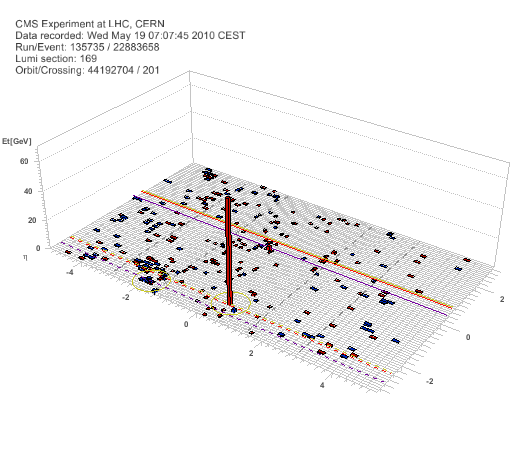 CMS Experiment at LHC, CERN
Data recorded: Wed May 19 07:07:45 2010 CEST
Run/Event: 135735 / 22883658
Lumi section: 169
Orbit/Crossing: 44192704 / 201
Et[GeV]
60
40
20
0
η
-4
-2
0
2
4
2
0
-2